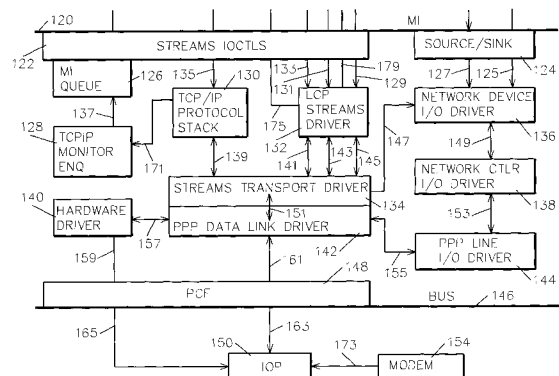 120
MI
122
STREAMS IOCTLS
SOURCE/SINK
124
MI
QUEUE
126
135
130
133
131
179
129
127
125
137
TCP/IP
PROTOCOL
STACK
LCP
STREAMS
DRIVER
NETWORK DEVICE
I/O DRIVER
128
TCPIP
MONITOR
ENQ
175
132
147
136
171
139
141
143
145
149
140
STREAMS TRANSPORT DRIVER
134
NETWORK CTLR
I/O DRIVER
138
HARDWARE
DRIVER
151
PPP DATA LINK DRIVER
153
157
142
PPP LINE
I/O DRIVER
144
159
161
155
148
BUS
146
165
163
150
IOP
173
154
MODEM